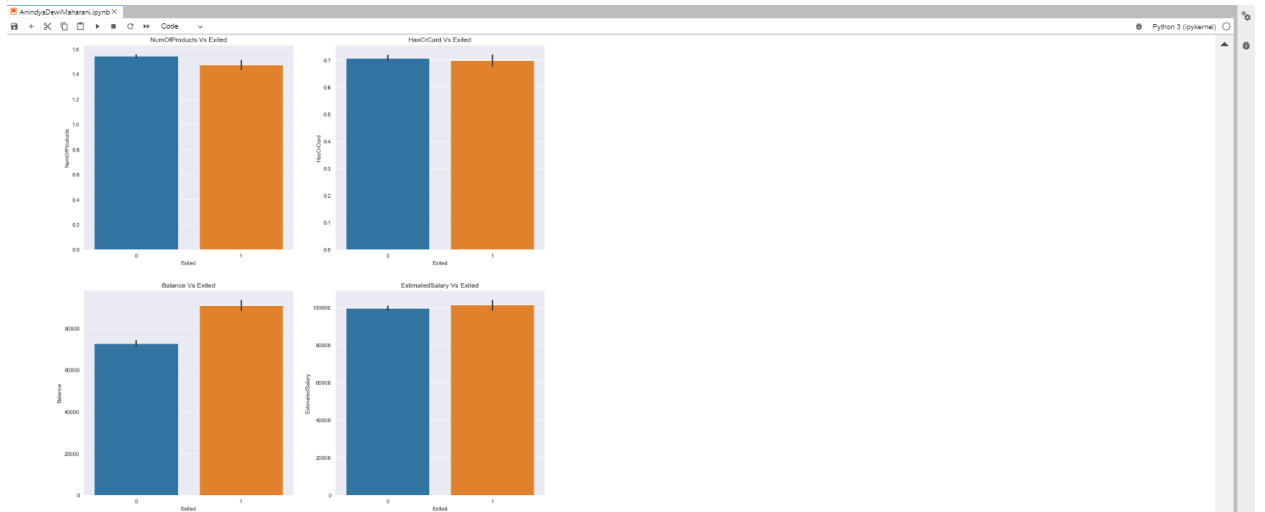 AnindyaDewiMaharani.ipynb
Code
Python 3 (ipykernel)
NumOfProducts Vs Exited
1.6
1.4
1.2
1.0
0.8
0.6
0.4
0.2
0.0
NumOfProducts
0 1
Exited
HasCrCard Vs Exited
0.7
0.6
0.5
0.4
0.3
0.2
0.1
0.0
HasCrCard
0 1
Exited
Balance Vs Exited
80000
60000
40000
20000
0
Balance
0 1
Exited
EstimatedSalary Vs Exited
100000
80000
60000
40000
20000
0
EstimatedSalary
0 1
Exited